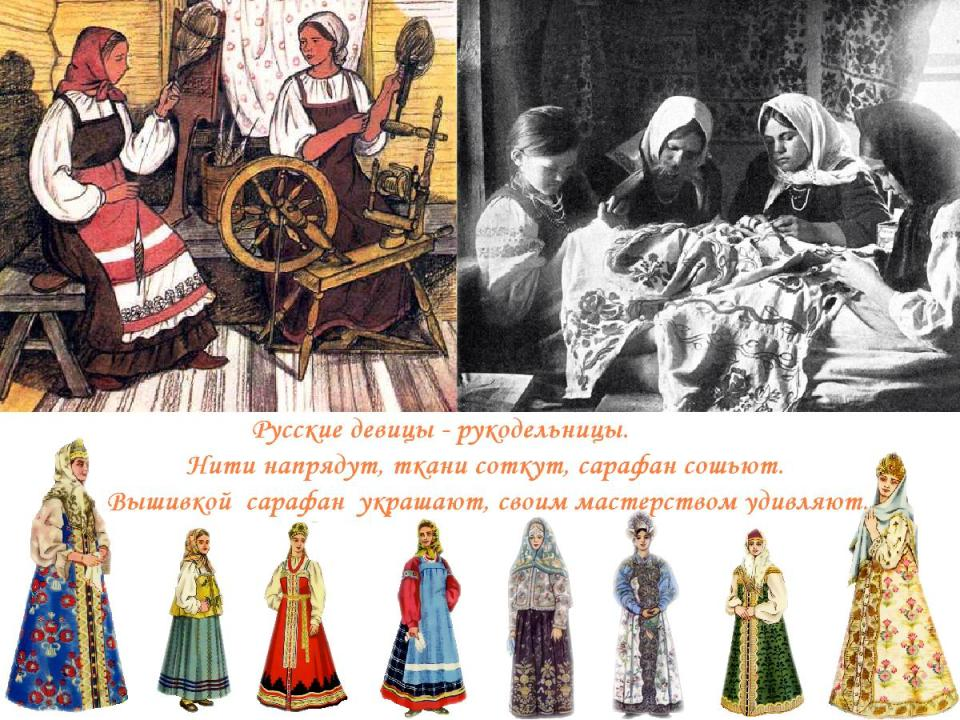 Русские девицы - рукодельницы.
Нити напрядут, ткани соткут, сарафан сошьют.
Вышивкой сарафан украшают, своим мастерством удивляют.